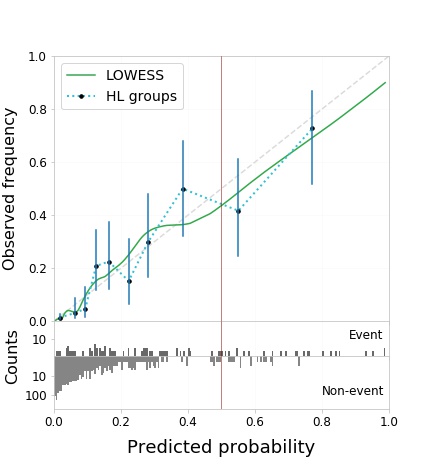 1.0
LOWESS
HL groups
0.8
0.6
0.4
0.2
0.0
Observed frequency
10
Event
Counts
10
Non-event
100
0.0 0.2 0.4 0.6 0.8 1.0
Predicted probability